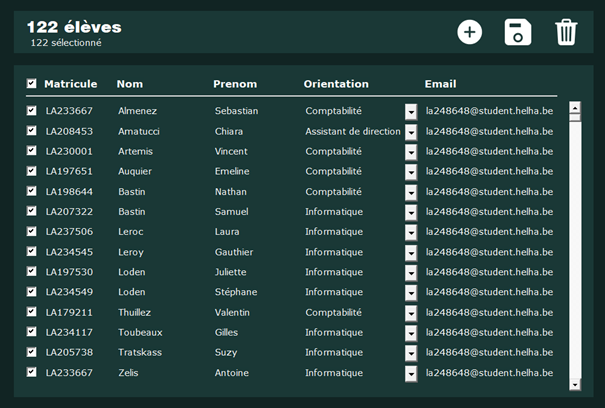 122 élèves
122 sélectionné
Matricule Nom Prenom Orientation Email
LA233667 Almenez Sebastian Comptabilité la248648@student.helha.be
LA208453 Amatucci Chiara Assistant de direction la248648@student.helha.be
LA230001 Artemis Vincent Comptabilité la248648@student.helha.be
LA197651 Auquier Emeline Comptabilité la248648@student.helha.be
LA198644 Bastin Nathan Comptabilité la248648@student.helha.be
LA207322 Bastin Samuel Informatique la248648@student.helha.be
LA237506 Leroc Laura Informatique la248648@student.helha.be
LA234545 Leroy Gauthier Informatique la248648@student.helha.be
LA197530 Loden Juliette Informatique la248648@student.helha.be
LA234549 Loden Stéphane Informatique la248648@student.helha.be
LA179211 Thuillez Valentin Comptabilité la248648@student.helha.be
LA234117 Toubeaux Gilles Informatique la248648@student.helha.be
LA205738 Tratskass Suzy Informatique la248648@student.helha.be
LA233667 Zelis Antoine Informatique la248648@student.helha.be